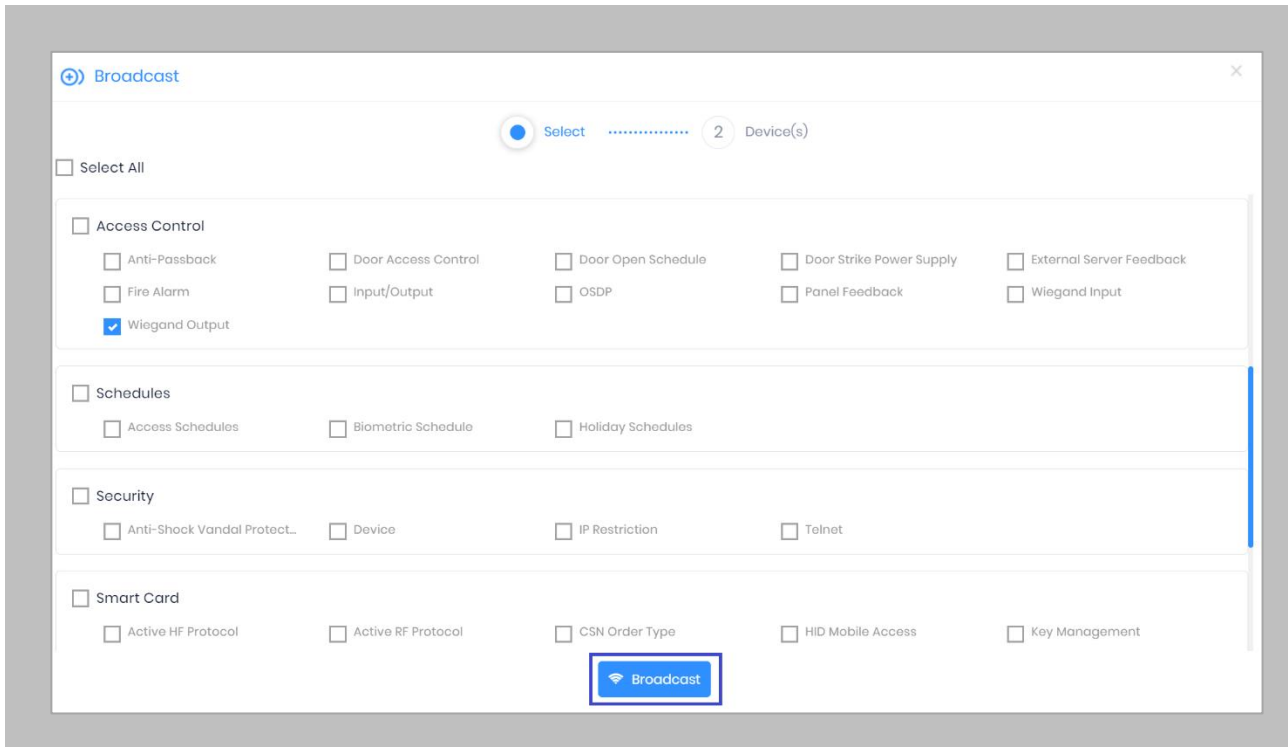 Broadcast
Select 2 Device(s)
Select All
Access Control
Anti-Passback Door Access Control Door Open Schedule Door Strike Power Supply External Server Feedback
Fire Alarm Input/Output OSDP Panel Feedback Wiegand Input
Wiegand Output
Schedules
Access Schedules Biometric Schedule Holiday Schedules
Security
Anti-Shock Vandal Protect... Device IP Restriction Telnet
Smart Card
Active HF Protocol Active RF Protocol CSN Order Type HID Mobile Access Key Management
Broadcast